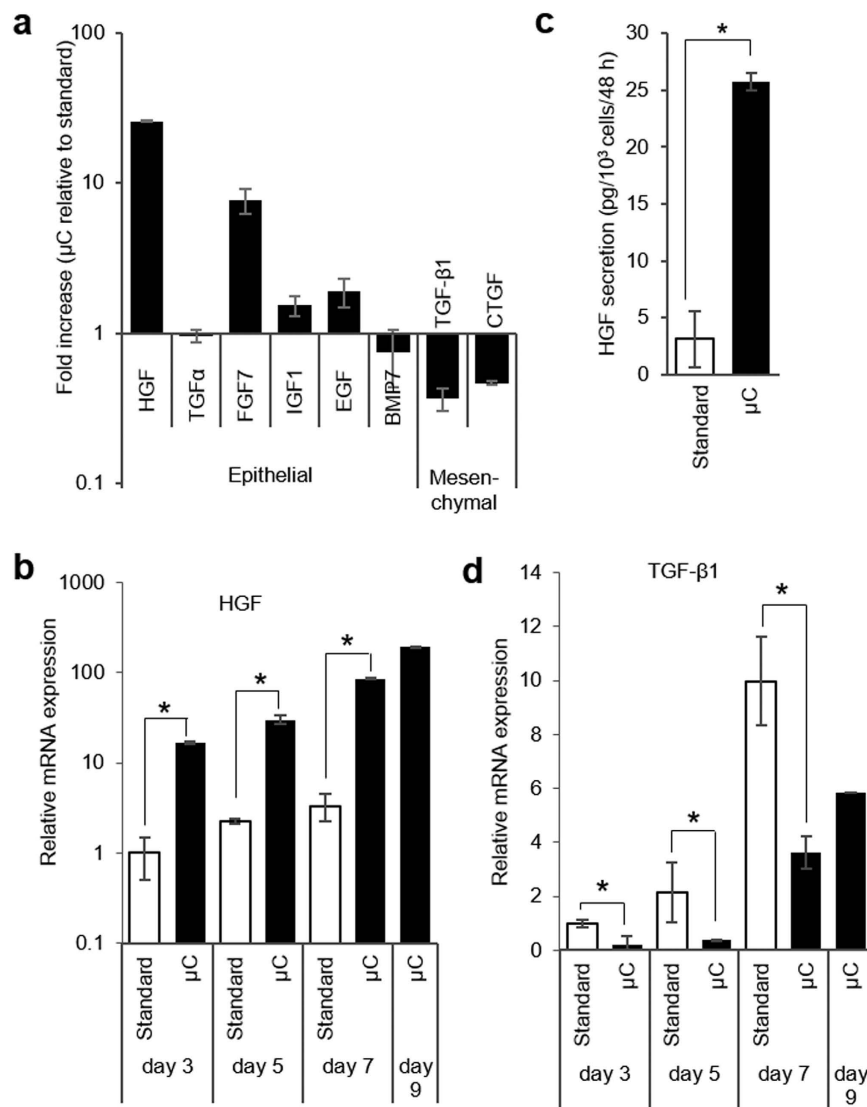 a
Fold increase (µC relative to standard)
100
10
1
0.1
HGF
TGFα
FGF7
IGF1
EGF
BMP7
TGF-β1
CTGF
Epithelial
Mesen-
chymal
c
HGF secretion (pg/10³ cells/48 h)
30
25
20
15
10
5
0
*
Standard
µC
b
HGF
Relative mRNA expression
1000
100
10
1
0.1
*
*
*
Standard
µC
Standard
µC
Standard
µC
µC
day 3
day 5
day 7
day
9
d
TGF-β1
Relative mRNA expression
14
12
10
8
6
4
2
0
*
*
*
Standard
µC
Standard
µC
Standard
µC
µC
day 3
day 5
day 7
day
9